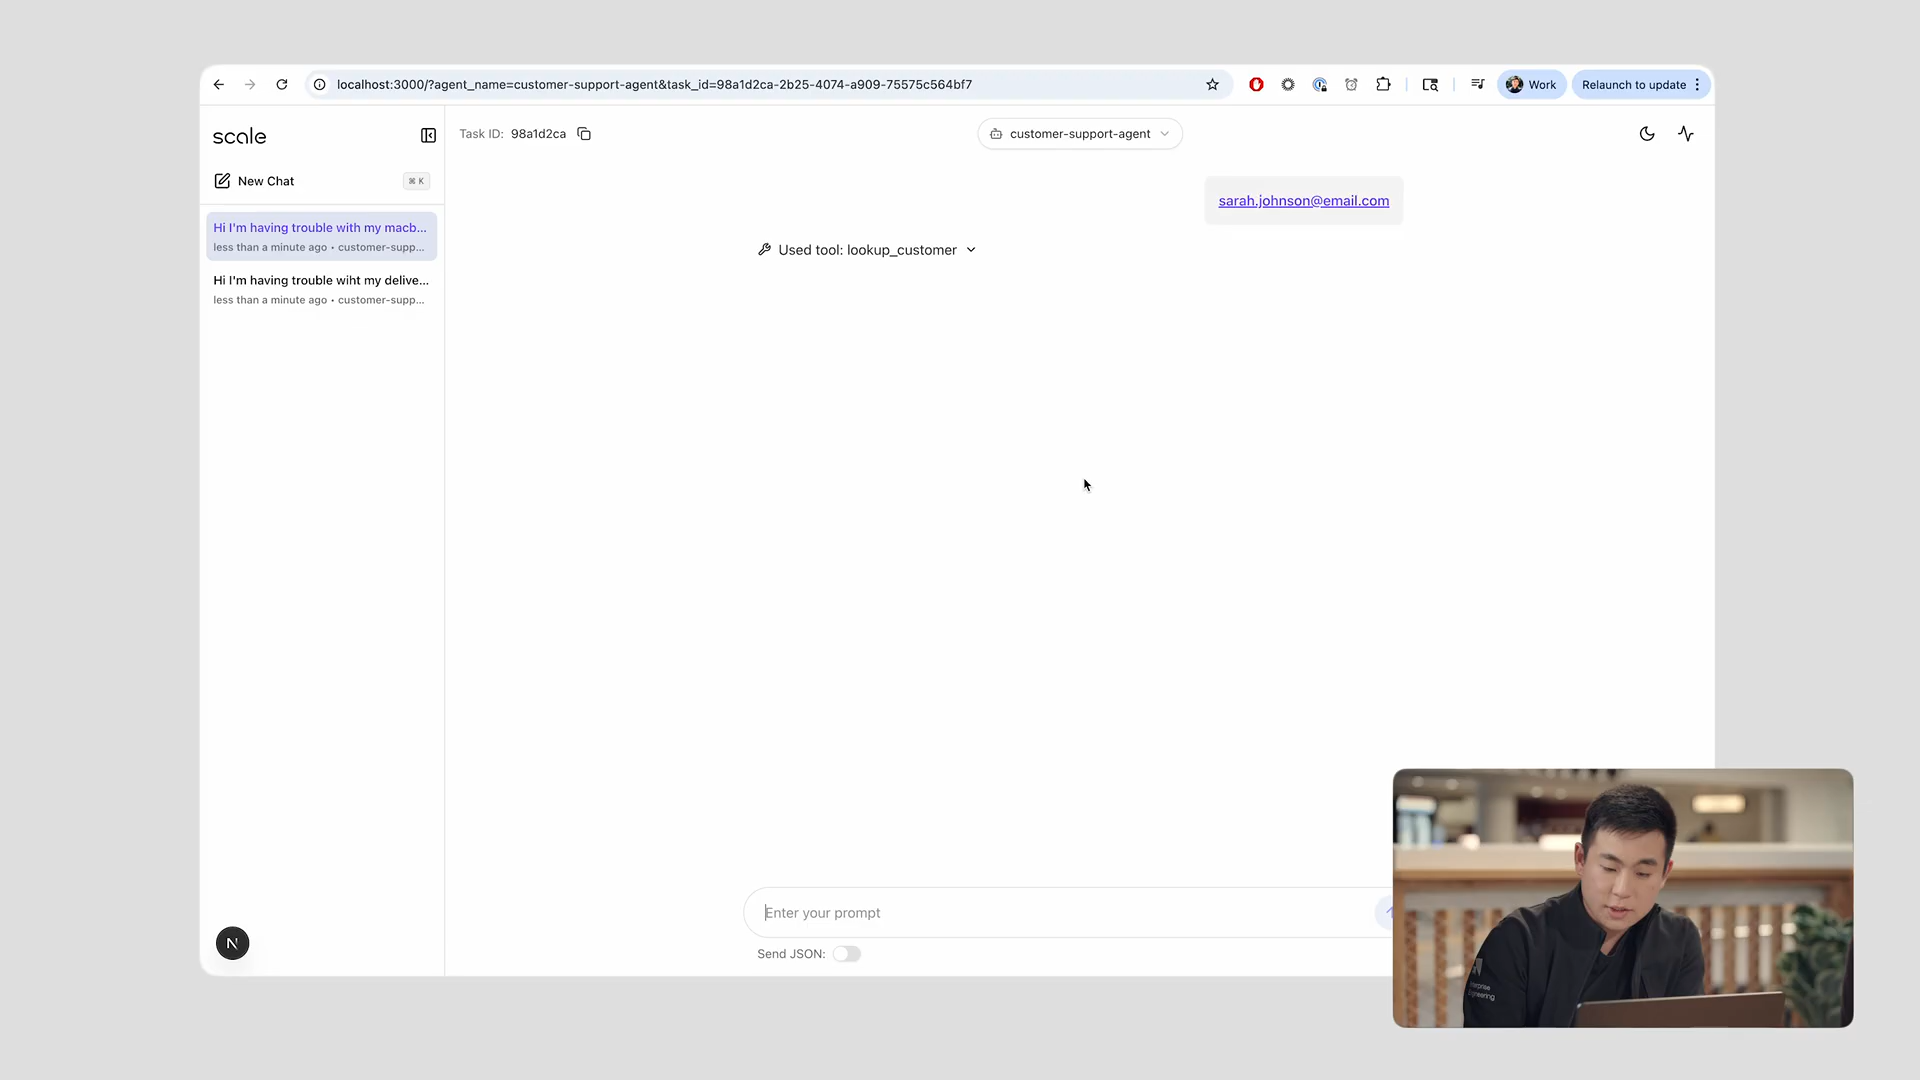 localhost:3000/?agent_name=customer-support-agent&task_id=98a1d2ca-2b25-4074-a909-75575c564bf7
Work
Relaunch to update
scale
Task ID: 98a1d2ca
customer-support-agent
New Chat
⌘ K
sarah.johnson@email.com
Hi I'm having trouble with my macb...
less than a minute ago • customer-supp...
Used tool: lookup_customer
Hi I'm having trouble wiht my delive...
less than a minute ago • customer-supp...
Enter your prompt
Send JSON:
N
Enterprise
Engineering